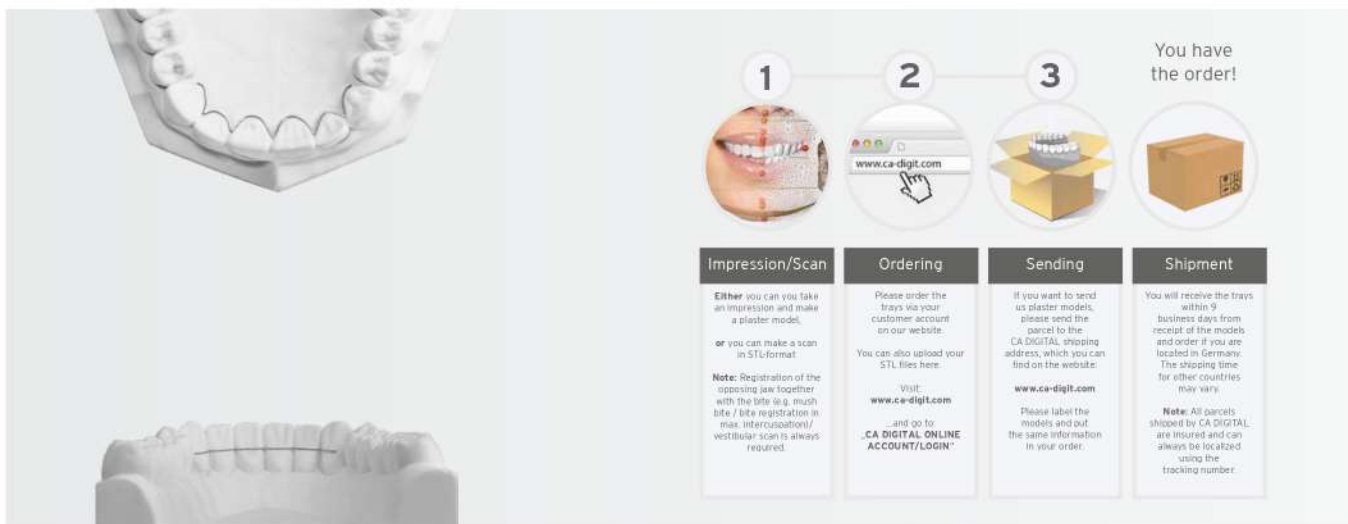 1
2
3
You have
the order!
www.ca-digit.com
Impression/Scan
Either you can you take
an impression and make
a plaster model,
or you can make a scan
in STL-format
Note: Registration of the
opposing jaw together
with the bite (e.g. mush
bite / bite registration in
max. intercuspation)/
vestibular scan is always
required.
Ordering
Please order the
trays via your
customer account
on our website.
You can also upload your
STL files here.
Visit:
www.ca-digit.com
...and go to:
„CA DIGITAL ONLINE
ACCOUNT/LOGIN“
Sending
If you want to send
us plaster models,
please send the
parcel to the
CA DIGITAL shipping
address, which you can
find on the website:
www.ca-digit.com
Please label the
models and put
the same information
in your order.
Shipment
You will receive the trays
within 9
business days from
receipt of the models
and order if you are
located in Germany.
The shipping time
for other countries
may vary.
Note: All parcels
shipped by CA DIGITAL
are insured and can
always be localized
using the
tracking number.